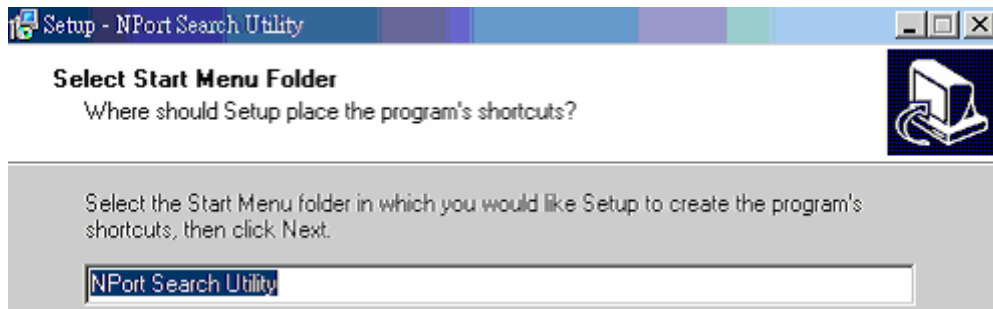 Setup - NPort Search Utility
Select Start Menu Folder
Where should Setup place the program's shortcuts?
Select the Start Menu folder in which you would like Setup to create the program's
shortcuts, then click Next.
NPort Search Utility